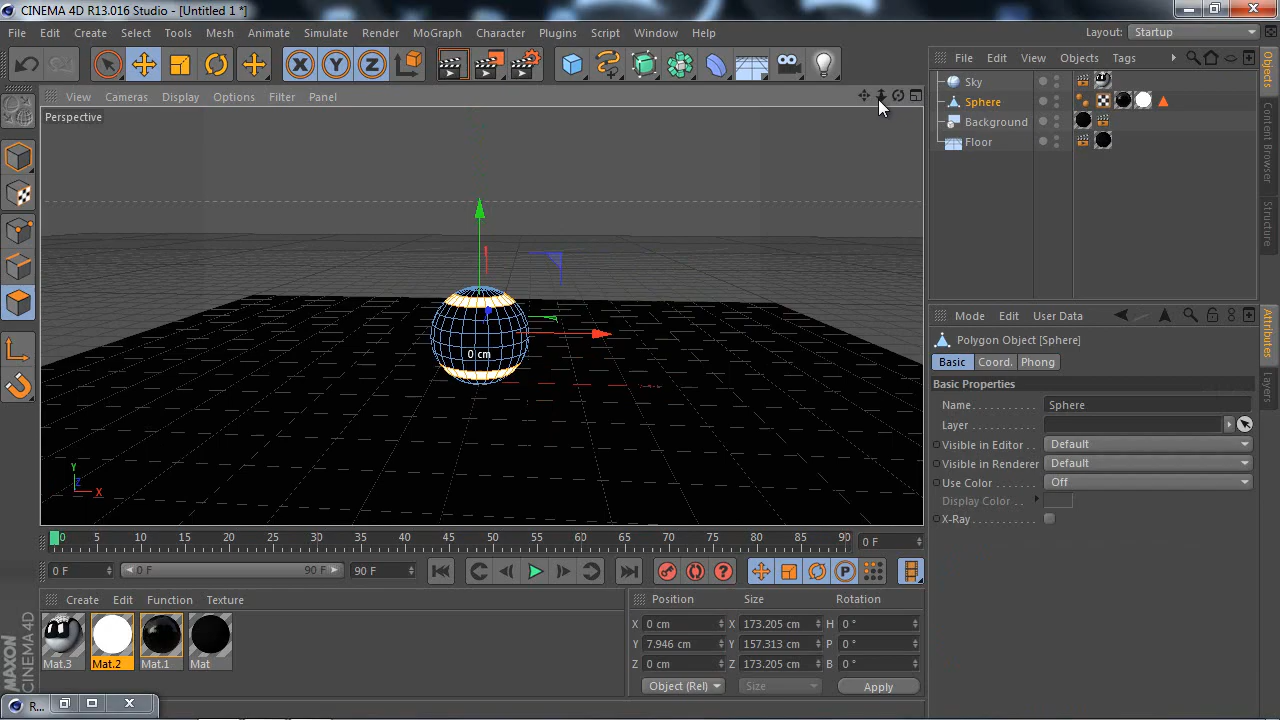 CINEMA 4D R13.016 Studio - [Untitled 1 *]
File Edit Create Select Tools Mesh Animate Simulate Render MoGraph Character Plugins Script Window Help
Layout: Startup
View Cameras Display Options Filter Panel
File Edit View Objects Tags
Perspective
Sky
Sphere
Background
Floor
Objects
Content Browser
Structure
0 cm
Y
Z
X
Mode Edit User Data
Polygon Object [Sphere]
Basic Coord. Phong
Basic Properties
Name . . . . . . . . . . . Sphere
Layer . . . . . . . . . . .
Visible in Editor . . Default
Visible in Renderer Default
Use Color . . . . . . Off
Display Color . .
X-Ray . . . . . . . . .
Attributes
Layers
0 5 10 15 20 25 30 35 40 45 50 55 60 65 70 75 80 85 90
0 F
0 F 0 F 90 F 90 F
P
Create Edit Function Texture
Mat.3 Mat.2 Mat.1 Mat
Position Size Rotation
X 0 cm X 173.205 cm H 0 °
Y 7.946 cm Y 157.313 cm P 0 °
Z 0 cm Z 173.205 cm B 0 °
Object (Rel) Size Apply
MAXON
CINEMA 4D
R...